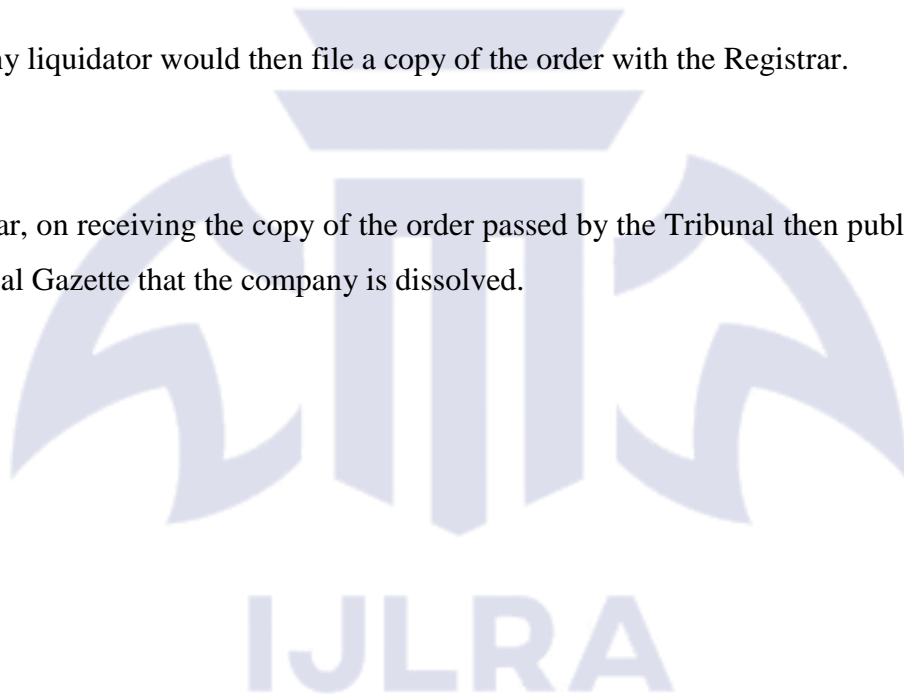 ny liquidator would then file a copy of the order with the Registrar.
ar, on receiving the copy of the order passed by the Tribunal then publ
al Gazette that the company is dissolved.
IJLRA